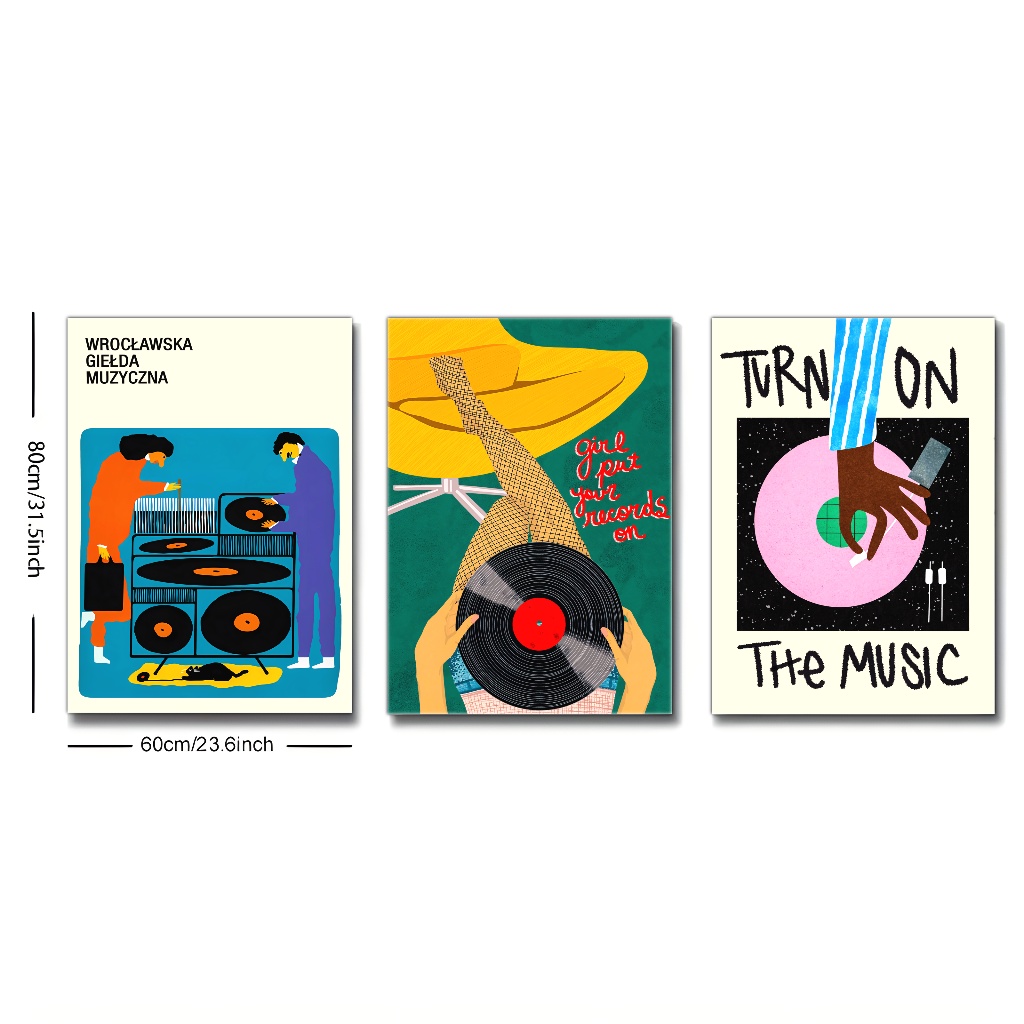 80cm/31.5inch
WROCŁAWSKA
GIEŁDA
MUZYCZNA
60cm/23.6inch
girl
put
your
records
on
TURN ON
THe MUSIC